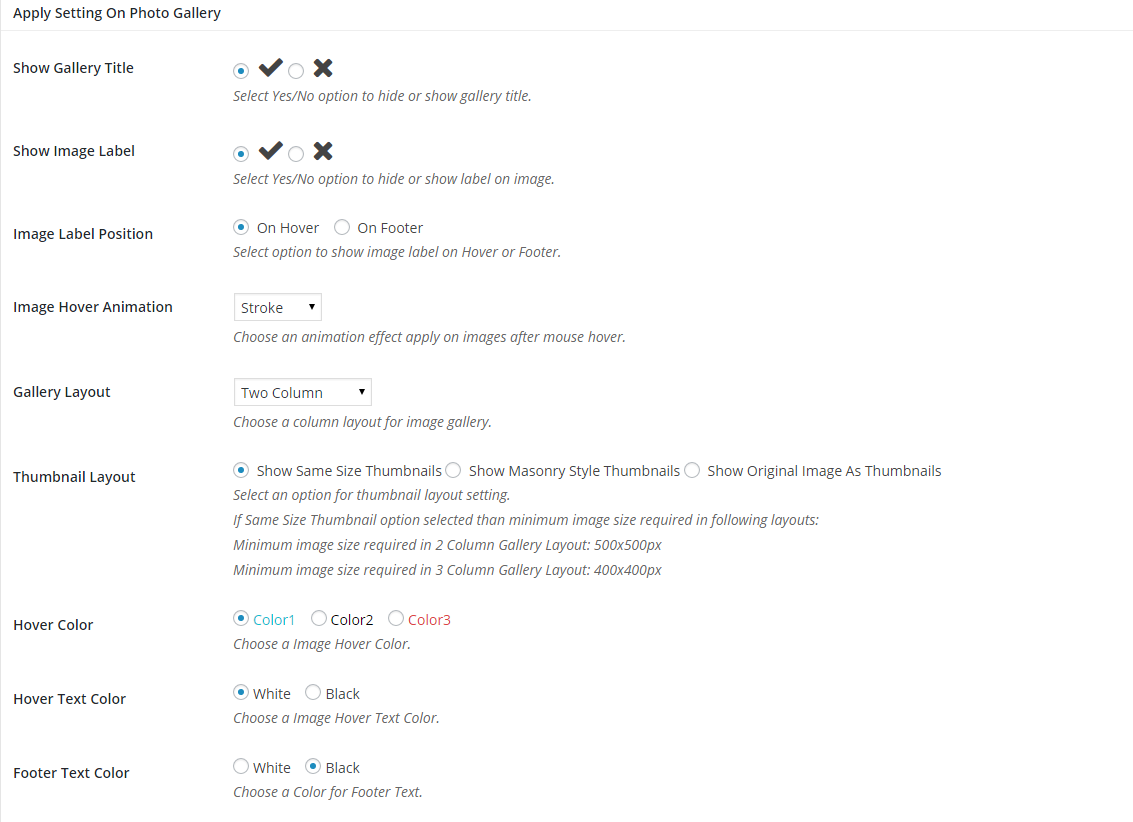 Apply Setting On Photo Gallery
Show Gallery Title
Select Yes/No option to hide or show gallery title.
Show Image Label
Select Yes/No option to hide or show label on image.
Image Label Position On Hover On Footer
Select option to show image label on Hover or Footer.
Image Hover Animation Stroke
Choose an animation effect apply on images after mouse hover.
Gallery Layout Two Column
Choose a column layout for image gallery.
Thumbnail Layout Show Same Size Thumbnails Show Masonry Style Thumbnails Show Original Image As Thumbnails
Select an option for thumbnail layout setting.
If Same Size Thumbnail option selected than minimum image size required in following layouts:
Minimum image size required in 2 Column Gallery Layout: 500x500px
Minimum image size required in 3 Column Gallery Layout: 400x400px
Hover Color Color1 Color2 Color3
Choose a Image Hover Color.
Hover Text Color White Black
Choose a Image Hover Text Color.
Footer Text Color White Black
Choose a Color for Footer Text.